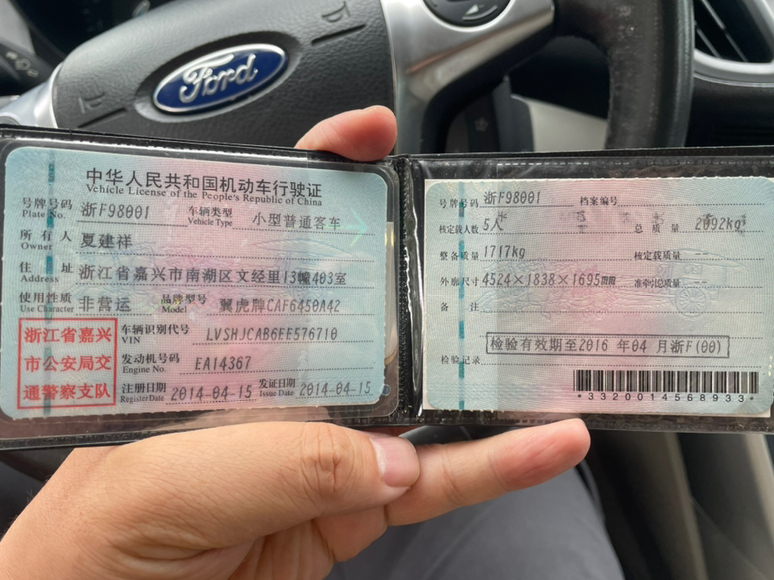 Ford
中华人民共和国机动车行驶证
Vehicle License of the People's Republic of China
号牌号码 浙F98001 车辆类型 小型普通客车
Plate No. Vehicle Type
所有人 夏建祥
Owner
住址 浙江省嘉兴市南湖区文经里13幢403室
Address
使用性质 非营运 品牌型号 翼虎牌CAF6450A42
Use Character Model
浙江省嘉兴
市公安局交
通警察支队
车辆识别代号 LVSHJCAB6EE576710
VIN
发动机号码 EA14367
Engine No.
注册日期 2014-04-15 发证日期 2014-04-15
Register Date Issue Date
号牌号码 浙F98001 档案编号
核定载人数 5人 总质量 2092kg
整备质量 1717kg 核定载质量 --
外廓尺寸 4524×1838×1695mm 准牵引总质量 --
备注
检验记录 检验有效期至2016 年04 月浙F(00)
*3320014568933*